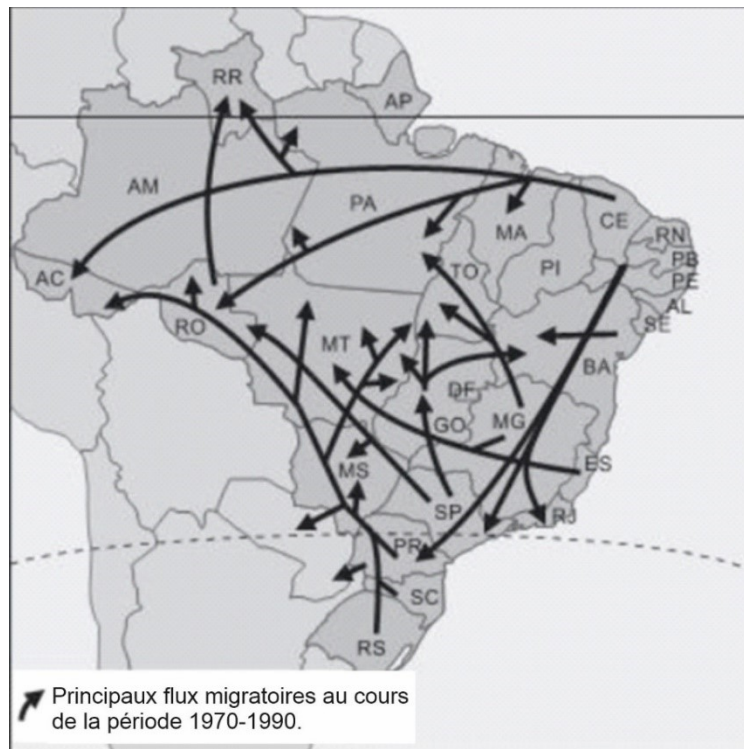 RR
AP
AM
PA
CE
MA
RN
PB
PI
TO
PE
AC
AL
SE
RO
MT
BA
DF
GO
MG
ES
MS
SP
RJ
PR
SC
RS
Principaux flux migratoires au cours
de la période 1970-1990.